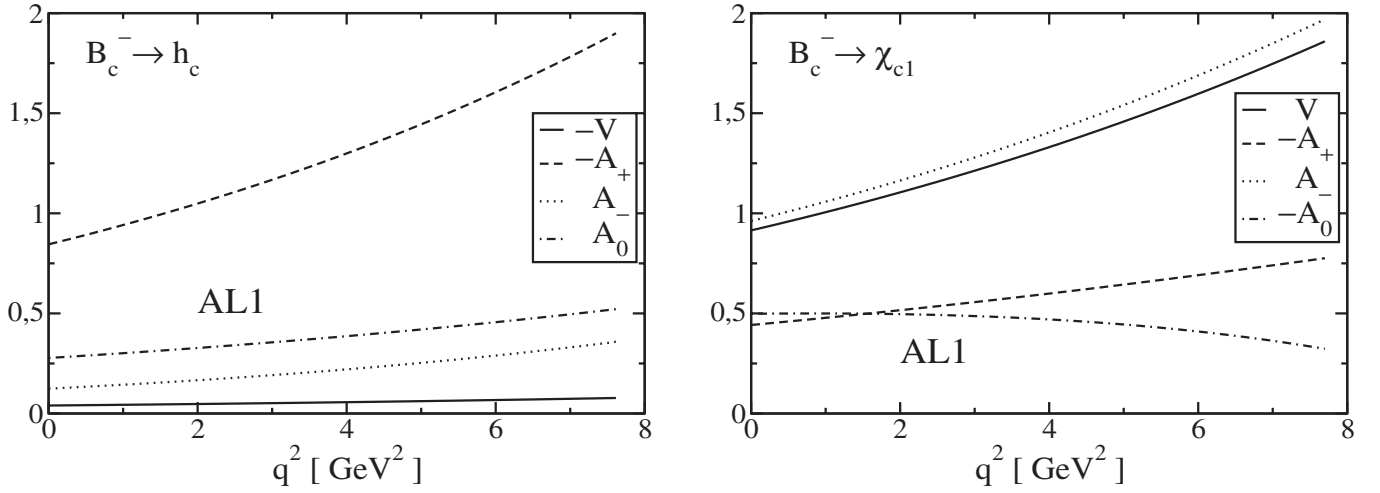 B_c^- → h_c
−V
−A_+
A_-
A_0
AL1
2
1,5
1
0,5
0
0
2
4
6
8
q^2 [ GeV^2 ]
B_c^- → χ_{c1}
V
−A_+
A_-
−A_0
AL1
2
1,5
1
0,5
0
0
2
4
6
8
q^2 [ GeV^2 ]